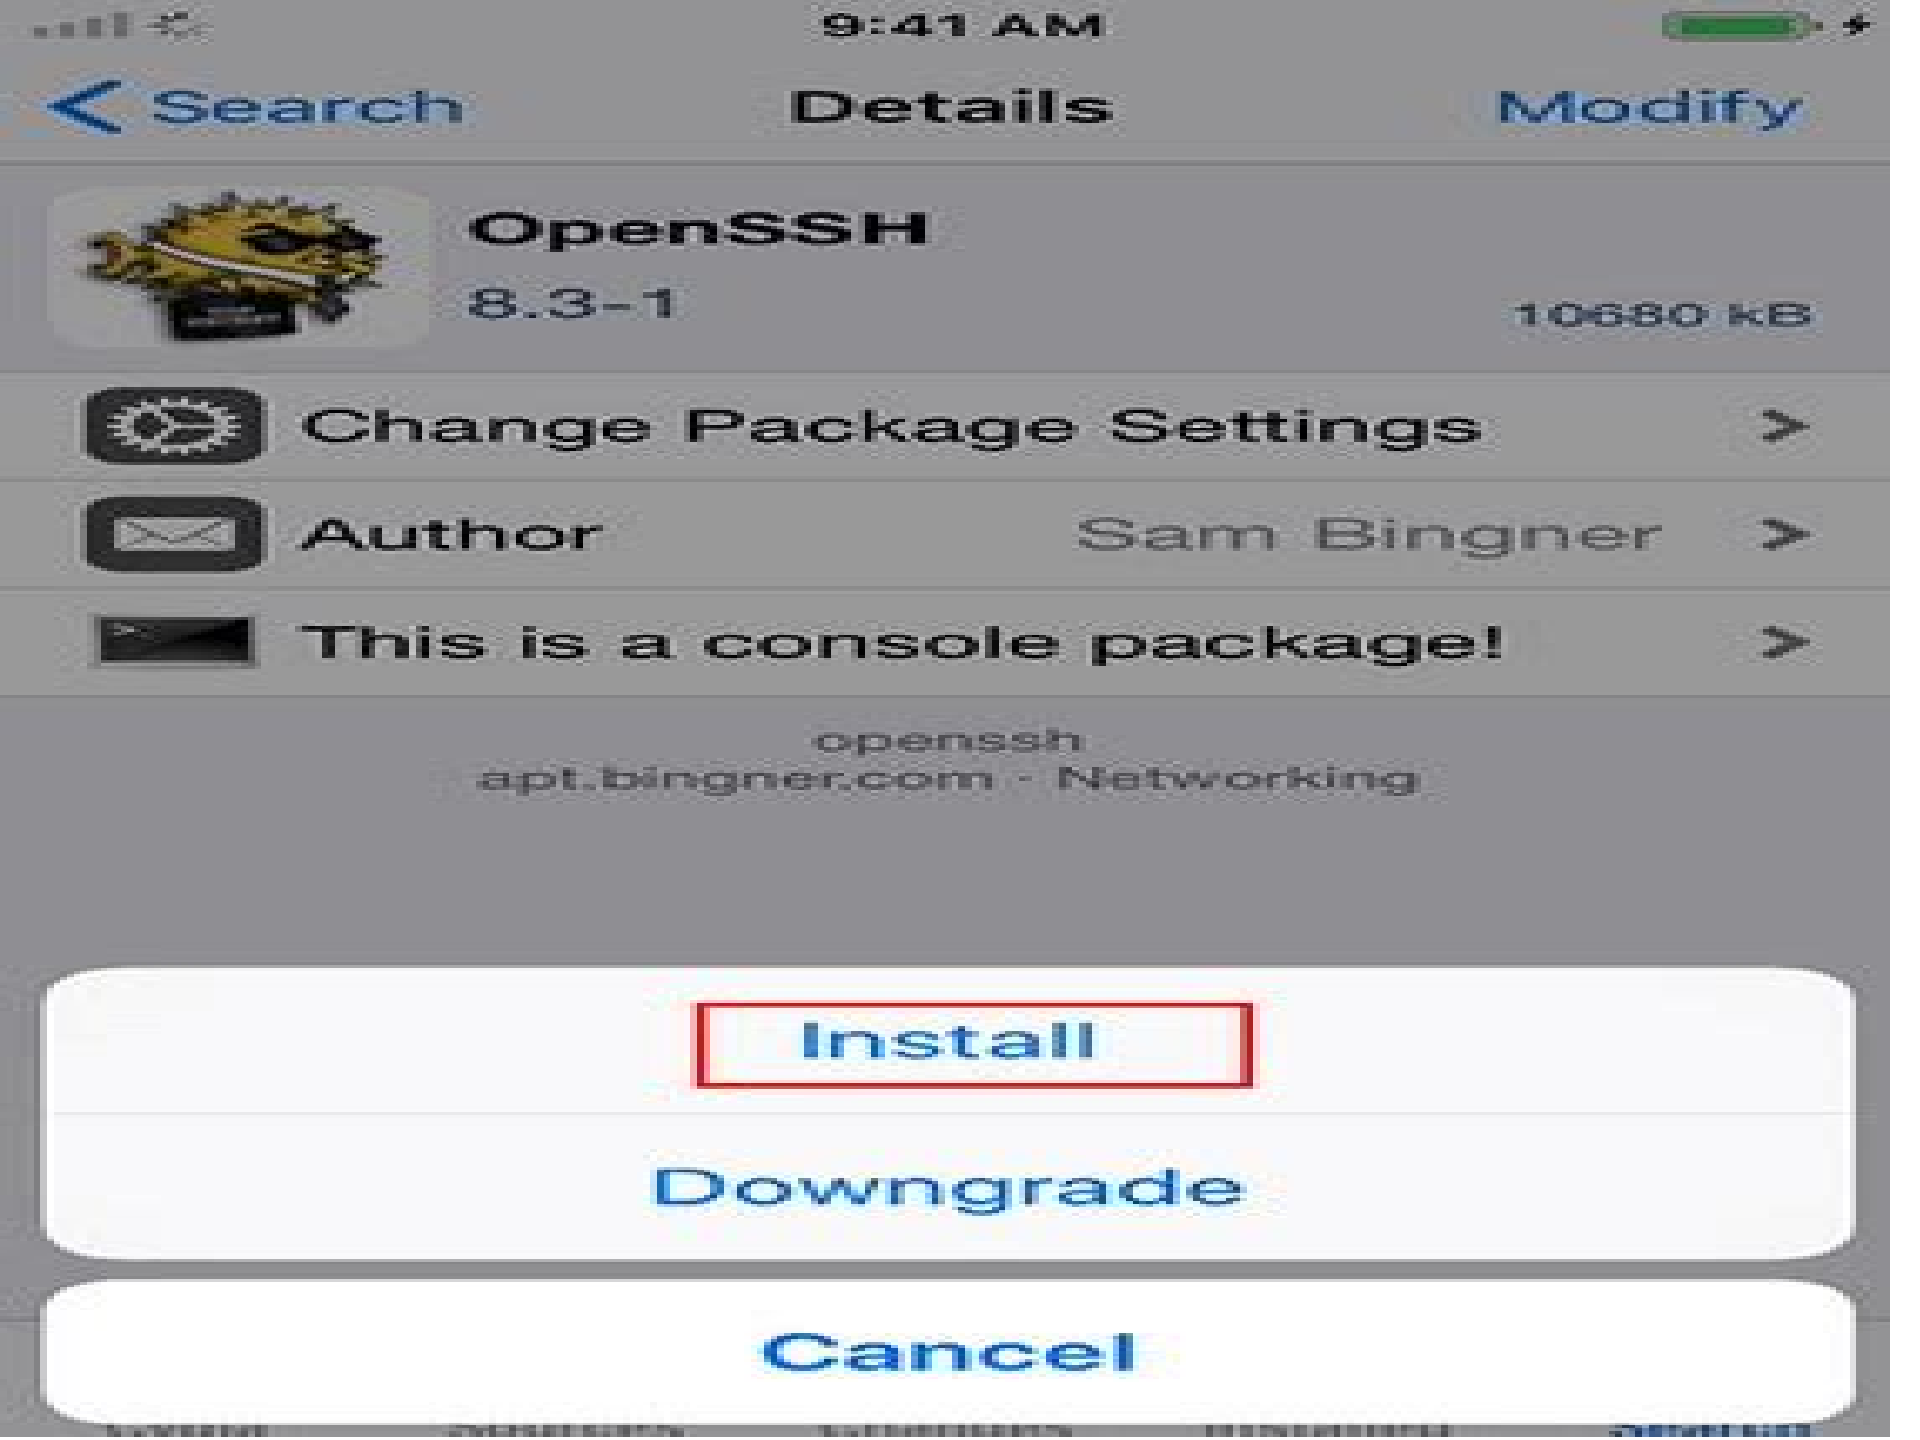 9:41 AM
Search Details Modify
OpenSSH
8.3-1 10680 kB
Change Package Settings
Author Sam Bingner
This is a console package!
openssh
apt.bingner.com · Networking
Install
Downgrade
Cancel